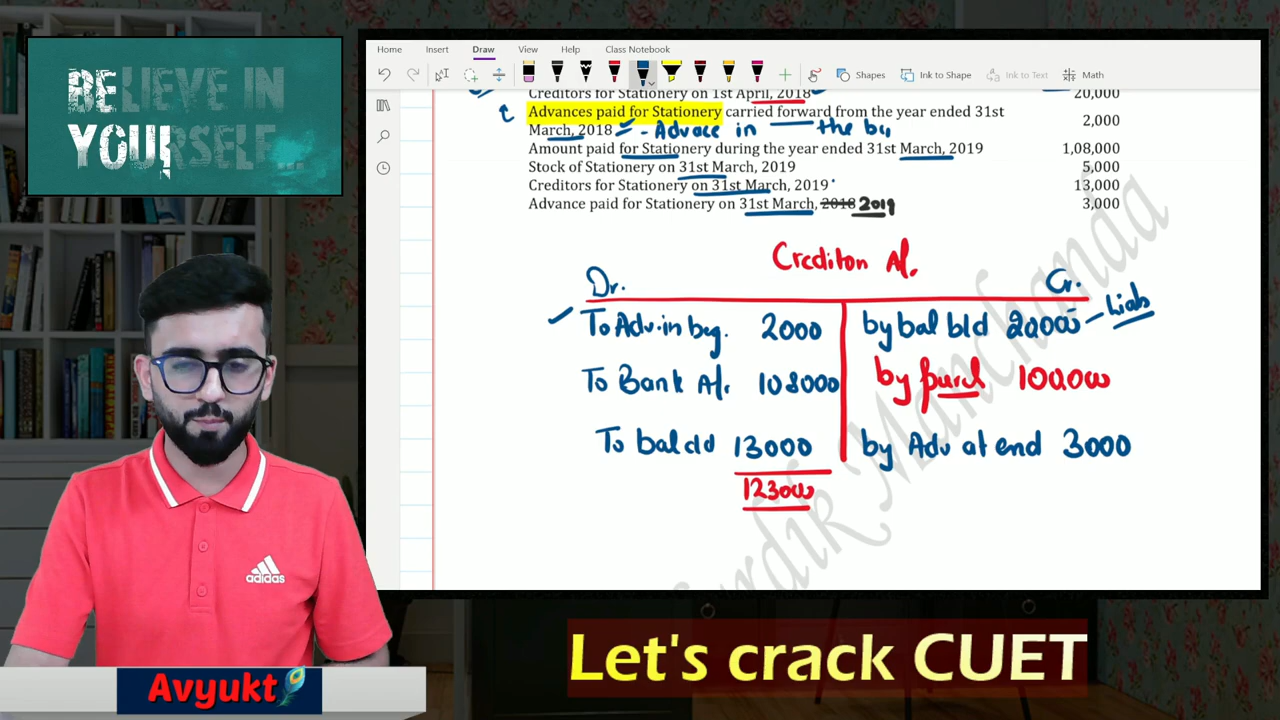 BELIEVE IN
YOURSELF...
Home Insert Draw View Help Class Notebook
Shapes Ink to Shape Ink to Text Math
Creditors for Stationery on 1st April, 2018 20,000
Advances paid for Stationery carried forward from the year ended 31st
March, 2018 - Advace in the beg 2,000
Amount paid for Stationery during the year ended 31st March, 2019 1,08,000
Stock of Stationery on 31st March, 2019 5,000
Creditors for Stationery on 31st March, 2019 13,000
Advance paid for Stationery on 31st March, 2018 2019 3,000
Creditors A/c
Dr. Cr.
To Adv. in beg. 2000 by bal b/d 20000 - Liab
To Bank A/c 108000 by purch 100,000
To bal c/d 13000 by Adv at end 3000
123000
Manchanda
adidas
Let's crack CUET
Avyukt